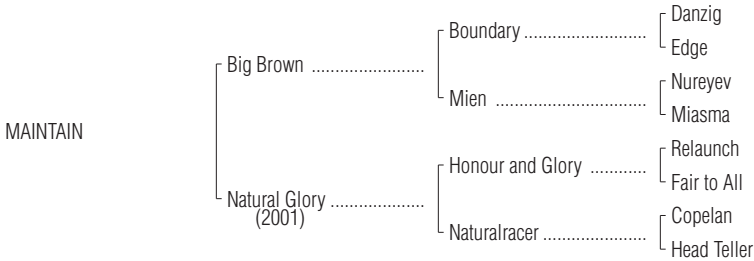 Danzig
Boundary ........................
Edge
Big Brown ......................
Nureyev
Mien .............................
Miasma
MAINTAIN
Relaunch
Honour and Glory ............
Fair to All
Natural Glory ..................
(2001)
Copelan
Naturalracer ....................
Head Teller